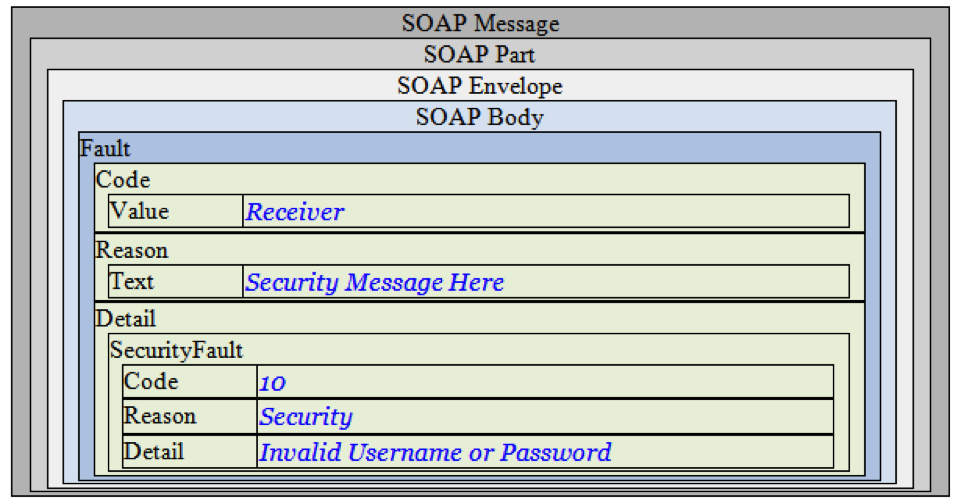 SOAP Message
SOAP Part
SOAP Envelope
SOAP Body
Fault
Code
Value Receiver
Reason
Text Security Message Here
Detail
SecurityFault
Code 10
Reason Security
Detail Invalid Username or Password